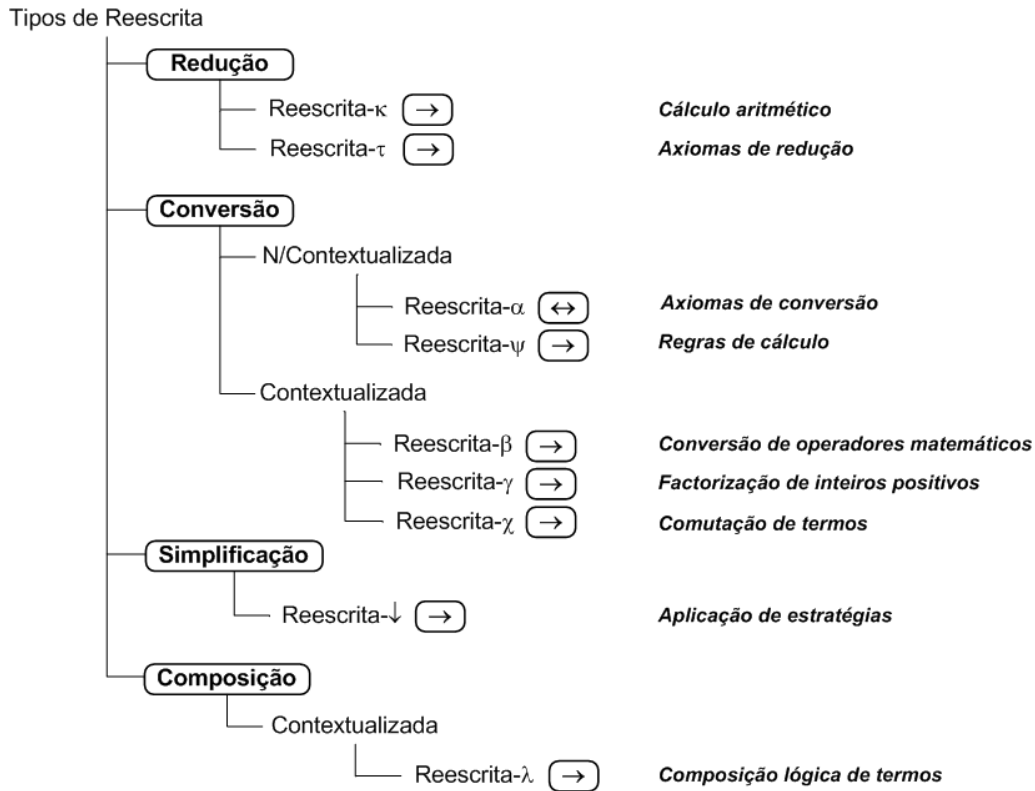 Tipos de Reescrita
Redução
Reescrita-κ → Cálculo aritmético
Reescrita-τ → Axiomas de redução
Conversão
N/Contextualizada
Reescrita-α ↔ Axiomas de conversão
Reescrita-ψ → Regras de cálculo
Contextualizada
Reescrita-β → Conversão de operadores matemáticos
Reescrita-γ → Factorização de inteiros positivos
Reescrita-χ → Comutação de termos
Simplificação
Reescrita-↓ → Aplicação de estratégias
Composição
Contextualizada
Reescrita-λ → Composição lógica de termos